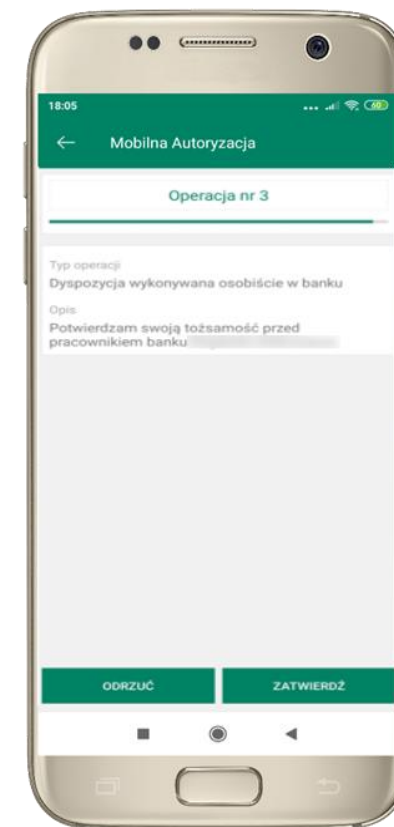 18:05
60
Mobilna Autoryzacja
Operacja nr 3
Typ operacji
Dyspozycja wykonywana osobiście w banku
Opis
Potwierdzam swoją tożsamość przed
pracownikiem banku
ODRZUĆ
ZATWIERDŹ